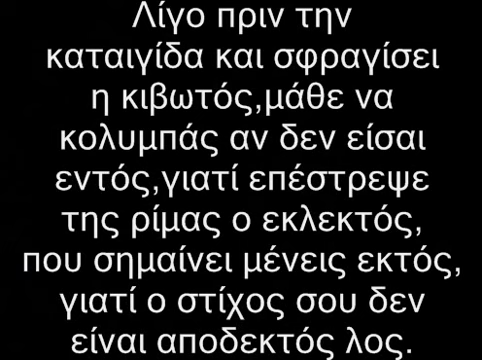 Λίγο πριν την
καταιγίδα και σφραγίσει
η κιβωτός,μάθε να
κολυμπάς αν δεν είσαι
εντός,γιατί επέστρεψε
της ρίμας ο εκλεκτός,
που σημαίνει μένεις εκτός,
γιατί ο στίχος σου δεν
είναι αποδεκτός λος.